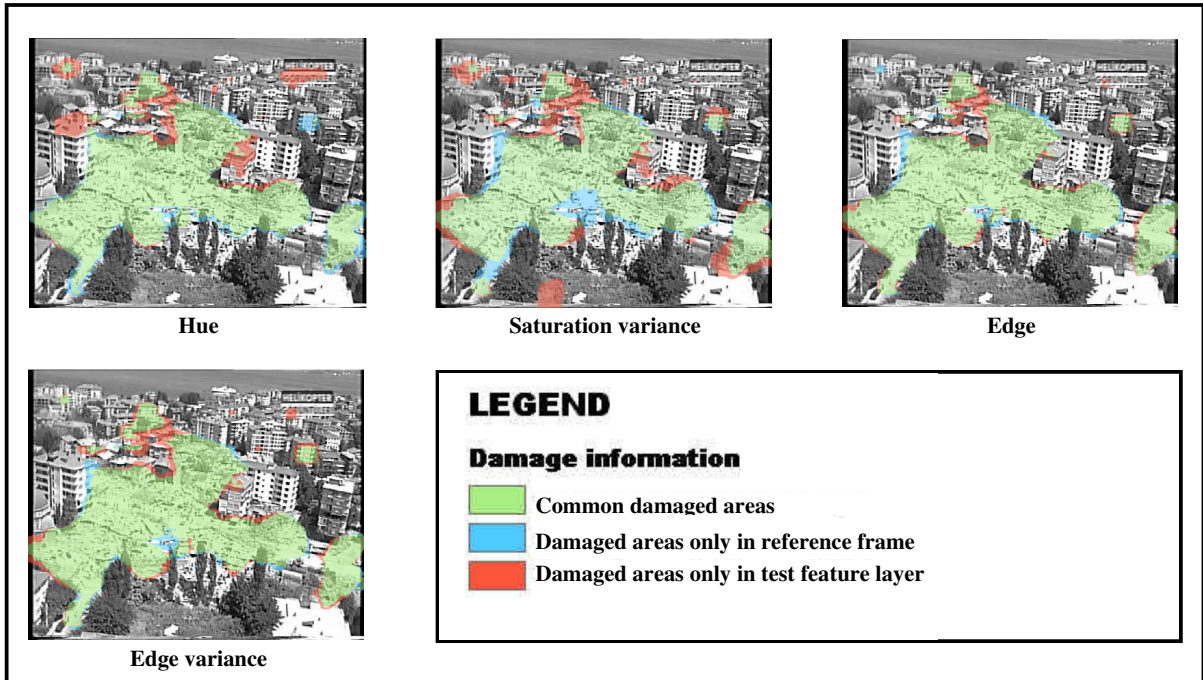 HELIKOPTER
HELIKOPTER
HELIKOPTER
Hue
Saturation variance
Edge
HELIKOPTER
Edge variance
LEGEND
Damage information
Common damaged areas
Damaged areas only in reference frame
Damaged areas only in test feature layer